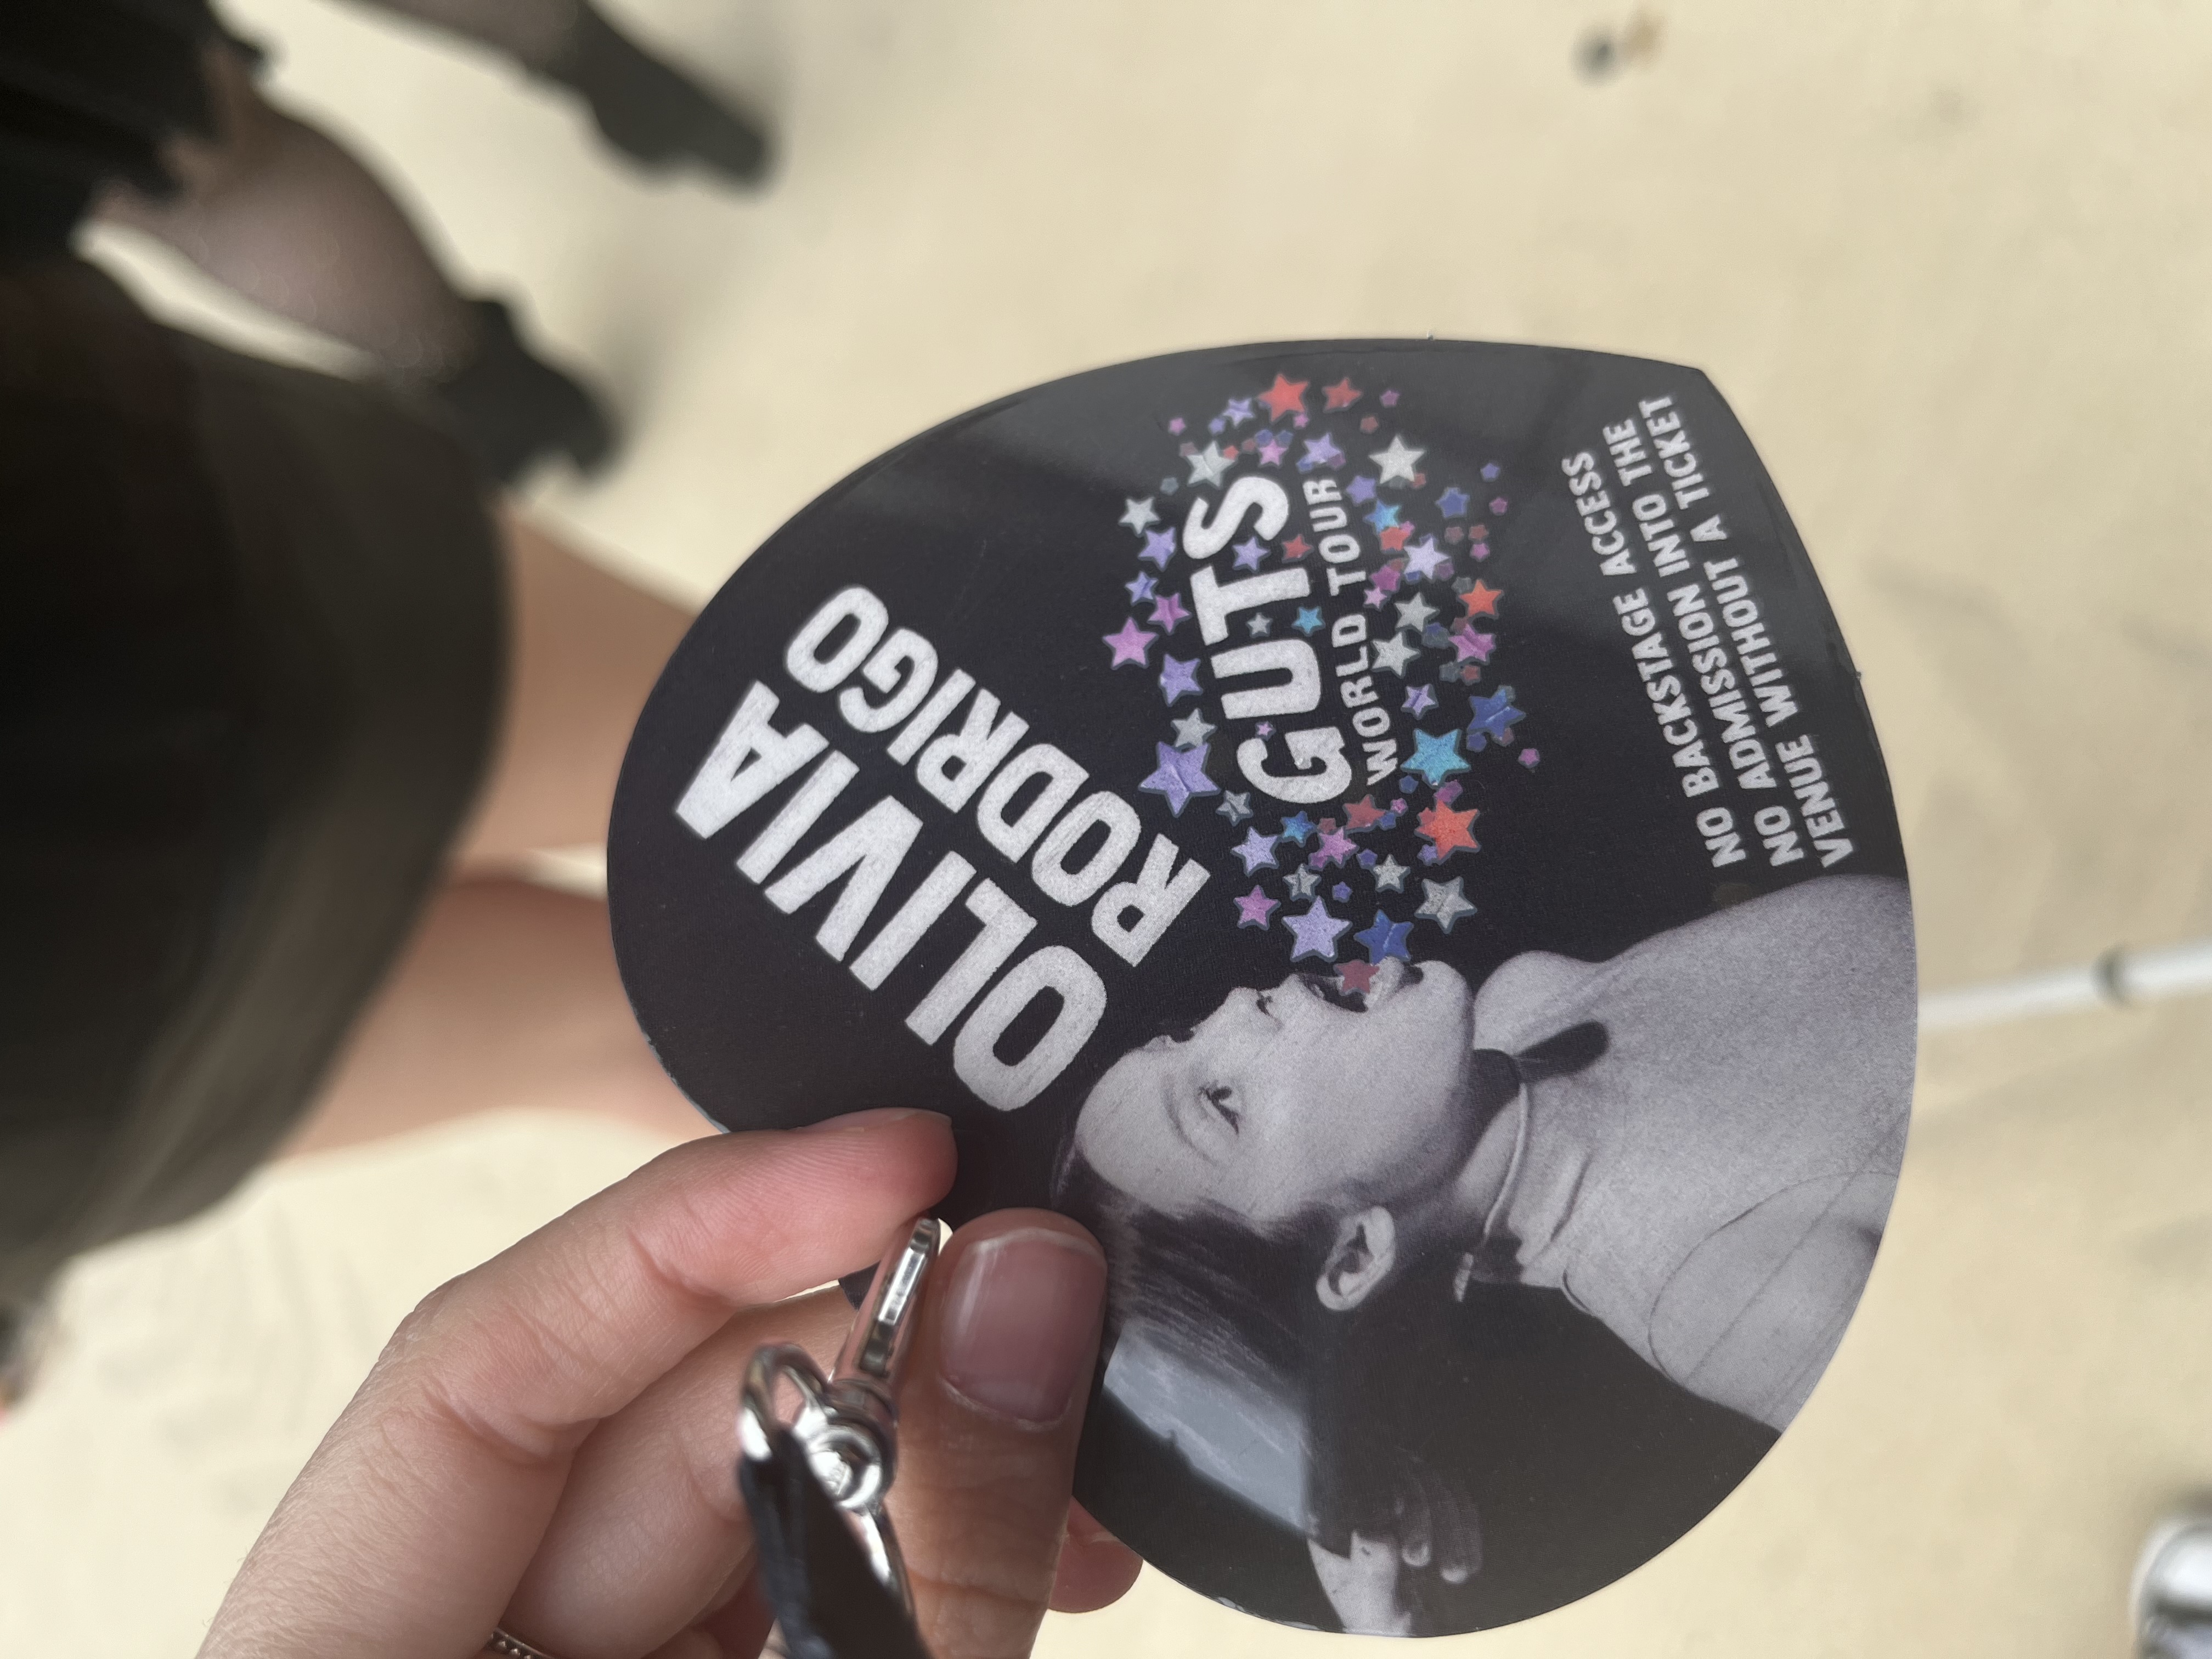 OLIVIA
RODRIGO
GUTS
WORLD TOUR
NO BACKSTAGE ACCESS
NO ADMISSION INTO THE
VENUE WITHOUT A TICKET